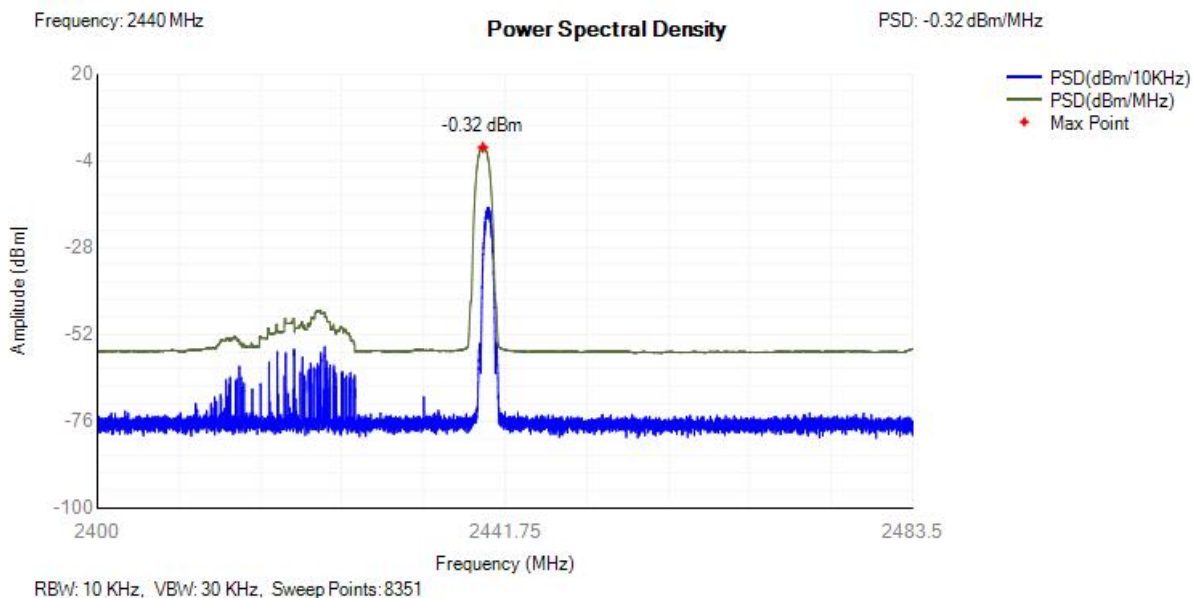 Frequency: 2440 MHz
Power Spectral Density
PSD: -0.32 dBm/MHz
20
-4
-28
-52
-76
-100
Amplitude (dBm|
-0.32 dBm
PSD(dBm/10KHz)
PSD(dBm/MHz)
Max Point
2400
2441.75
2483.5
Frequency (MHz)
RBW: 10 KHz, VBW: 30 KHz, Sweep Points: 8351